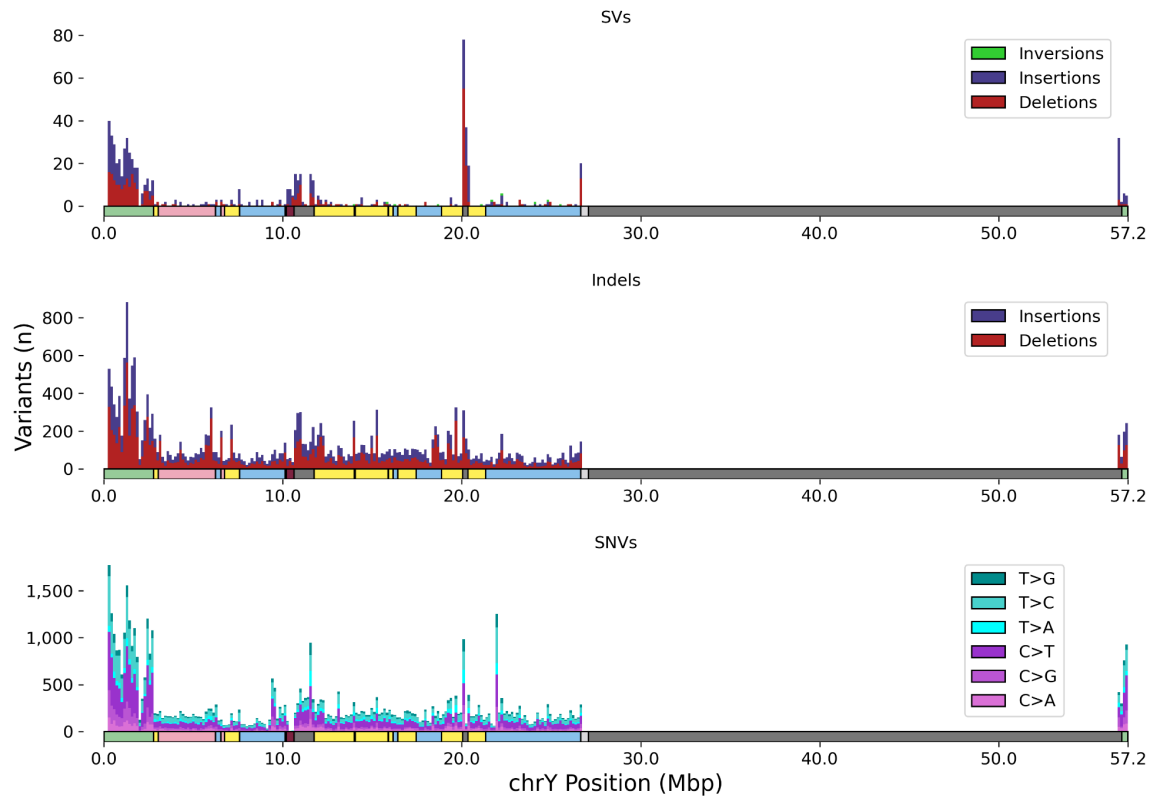 SVs
80
60
40
20
0
Inversions
Insertions
Deletions
0.0 10.0 20.0 30.0 40.0 50.0 57.2
Indels
800
600
400
200
0
Insertions
Deletions
0.0 10.0 20.0 30.0 40.0 50.0 57.2
Variants (n)
SNVs
1,500
1,000
500
0
T>G
T>C
T>A
C>T
C>G
C>A
0.0 10.0 20.0 30.0 40.0 50.0 57.2
chrY Position (Mbp)